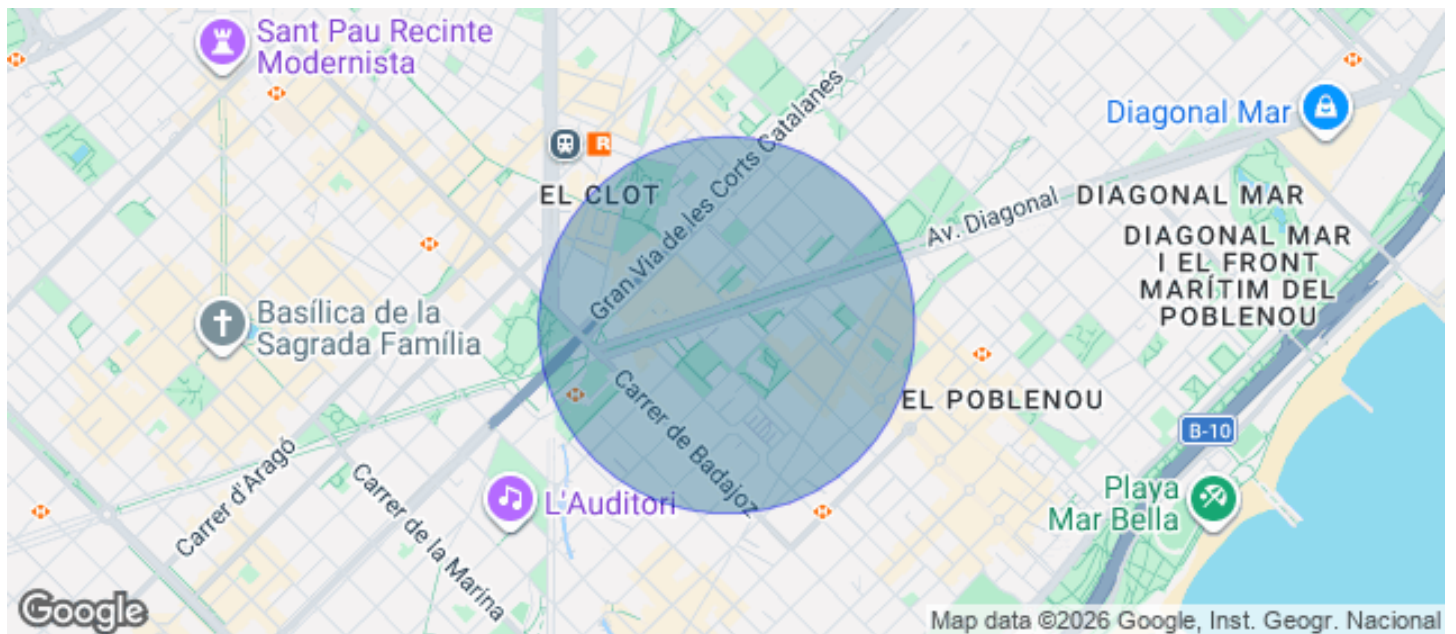 Sant Pau Recinte
Modernista
Gran Via de les Corts Catalanes
Diagonal Mar
R
EL CLOT
Av. Diagonal
DIAGONAL MAR
DIAGONAL MAR
I EL FRONT
MARÍTIM DEL
POBLENOU
Basílica de la
Sagrada Família
Carrer de Badajoz
EL POBLENOU
B-10
Carrer d'Aragó
Carrer de la Marina
L'Auditori
Playa
Mar Bella
Google
Map data ©2026 Google, Inst. Geogr. Nacional